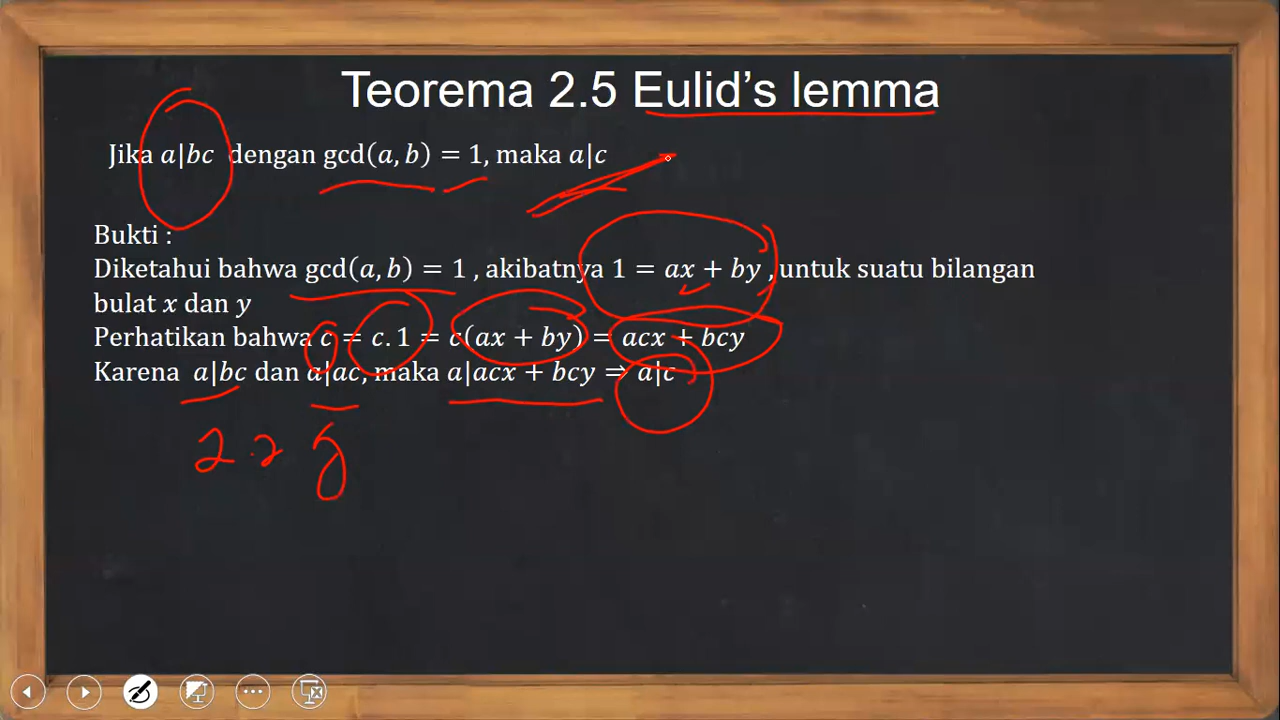 Teorema 2.5 Eulid's lemma
Jika a|bc dengan gcd(a, b) = 1, maka a|c
Bukti :
Diketahui bahwa gcd(a, b) = 1 , akibatnya 1 = ax + by , untuk suatu bilangan
bulat x dan y
Perhatikan bahwa c = c. 1 = c(ax + by) = acx + bcy
Karena a|bc dan a|ac, maka a|acx + bcy ⇒ a|c
2.2